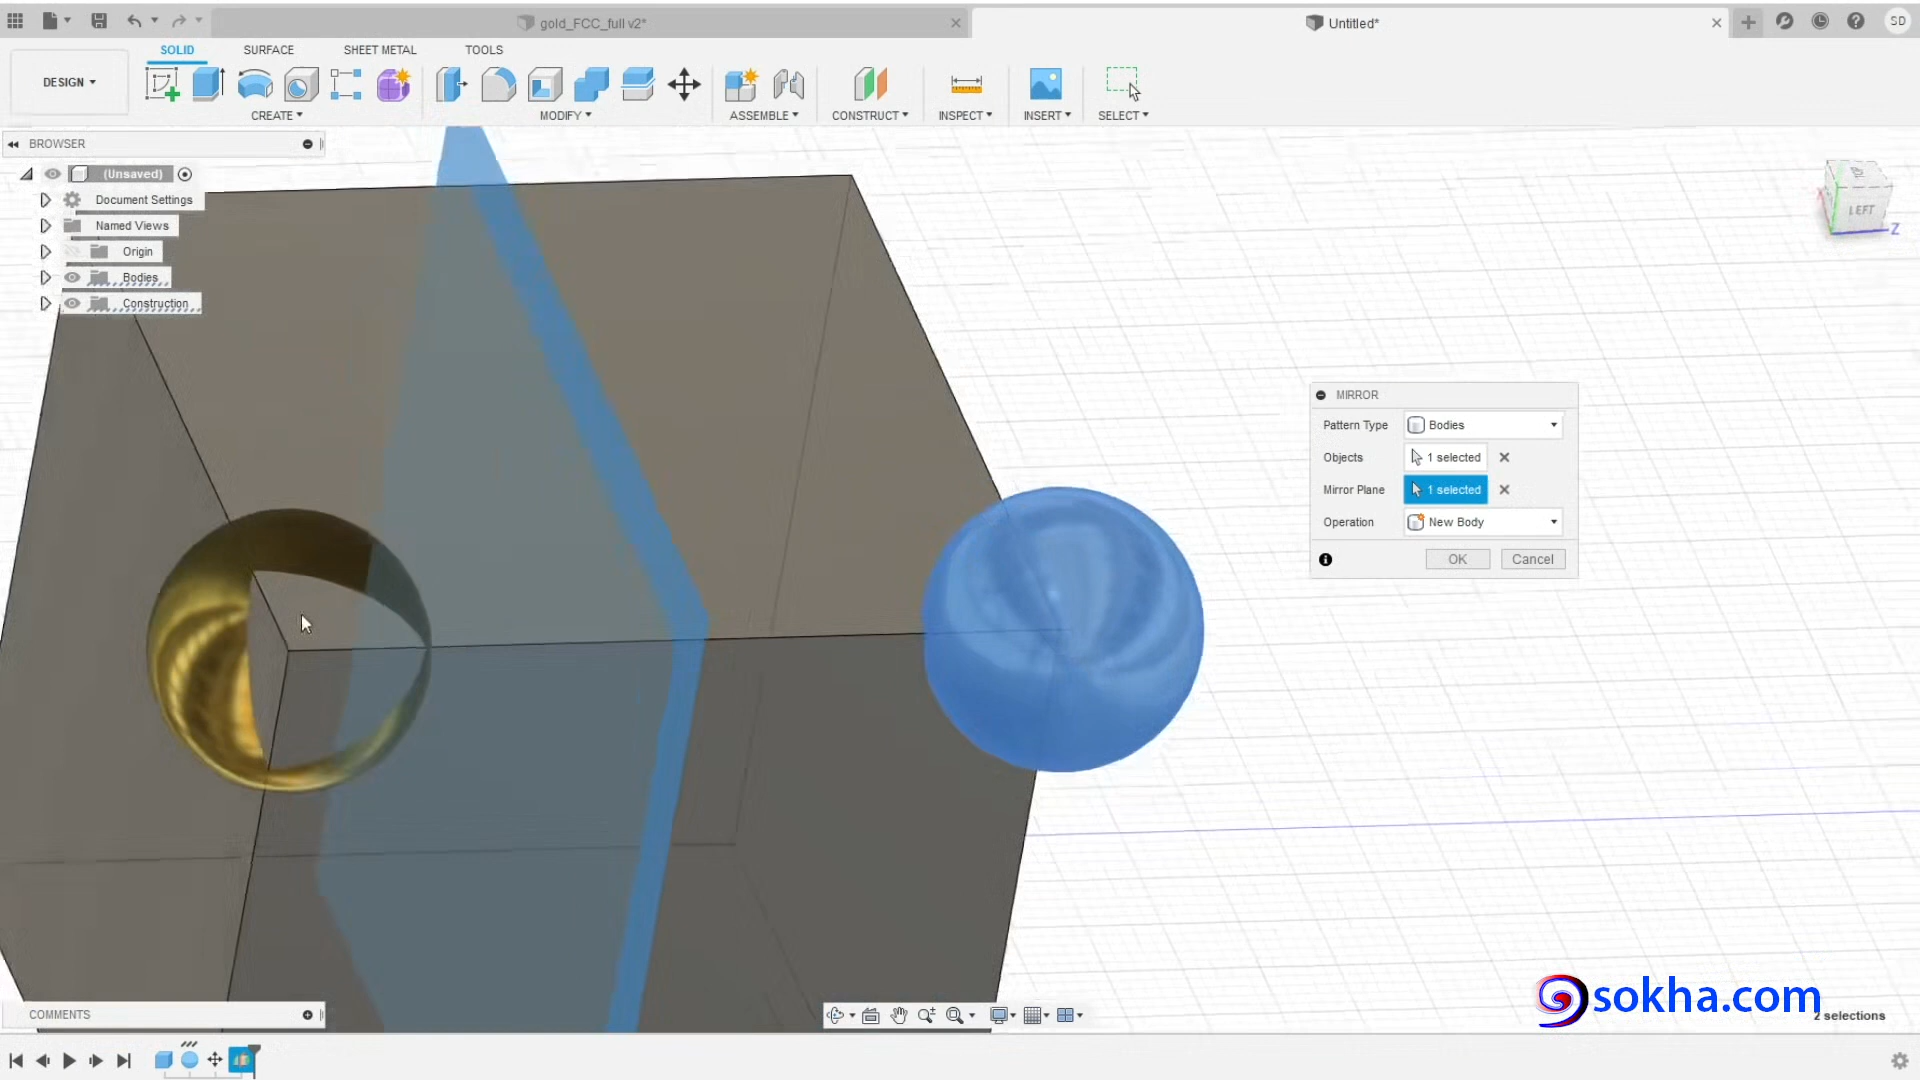 gold_FCC_full v2*
Untitled*
SD
SOLID
SURFACE
SHEET METAL
TOOLS
DESIGN
CREATE
MODIFY
ASSEMBLE
CONSTRUCT
INSPECT
INSERT
SELECT
BROWSER
(Unsaved)
Document Settings
Named Views
Origin
Bodies
Construction
LEFT
Z
MIRROR
Pattern Type
Bodies
Objects
1 selected
Mirror Plane
1 selected
Operation
New Body
OK
Cancel
COMMENTS
sokha.com
2 selections